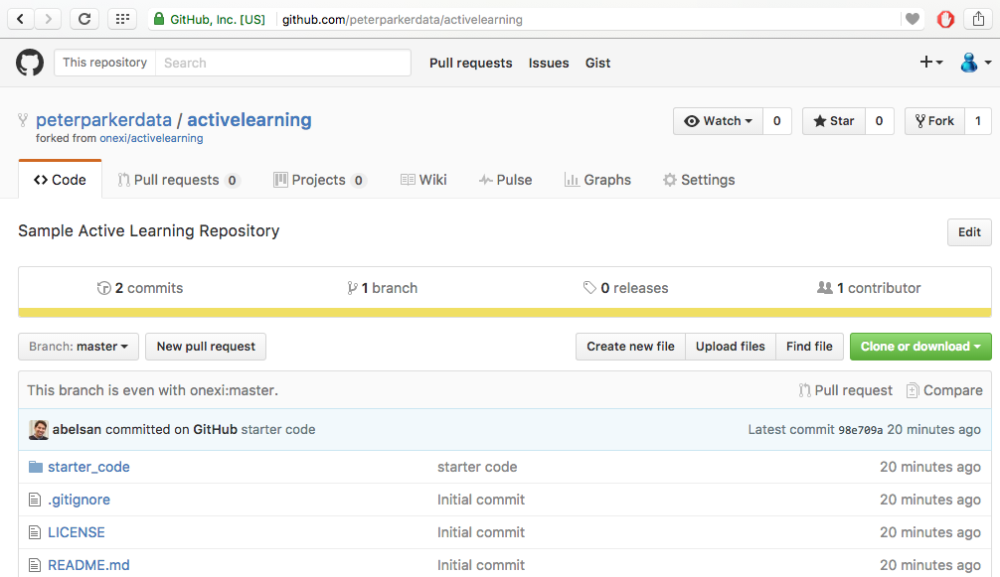 GitHub, Inc. [US] github.com/peterparkerdata/activelearning
This repository Search Pull requests Issues Gist
peterparkerdata / activelearning Watch 0 Star 0 Fork 1
forked from onexi/activelearning
Code Pull requests 0 Projects 0 Wiki Pulse Graphs Settings
Sample Active Learning Repository Edit
2 commits 1 branch 0 releases 1 contributor
Branch: master New pull request Create new file Upload files Find file Clone or download
This branch is even with onexi:master. Pull request Compare
abelsan committed on GitHub starter code Latest commit 98e709a 20 minutes ago
starter_code starter code 20 minutes ago
.gitignore Initial commit 20 minutes ago
LICENSE Initial commit 20 minutes ago
README.md Initial commit 20 minutes ago